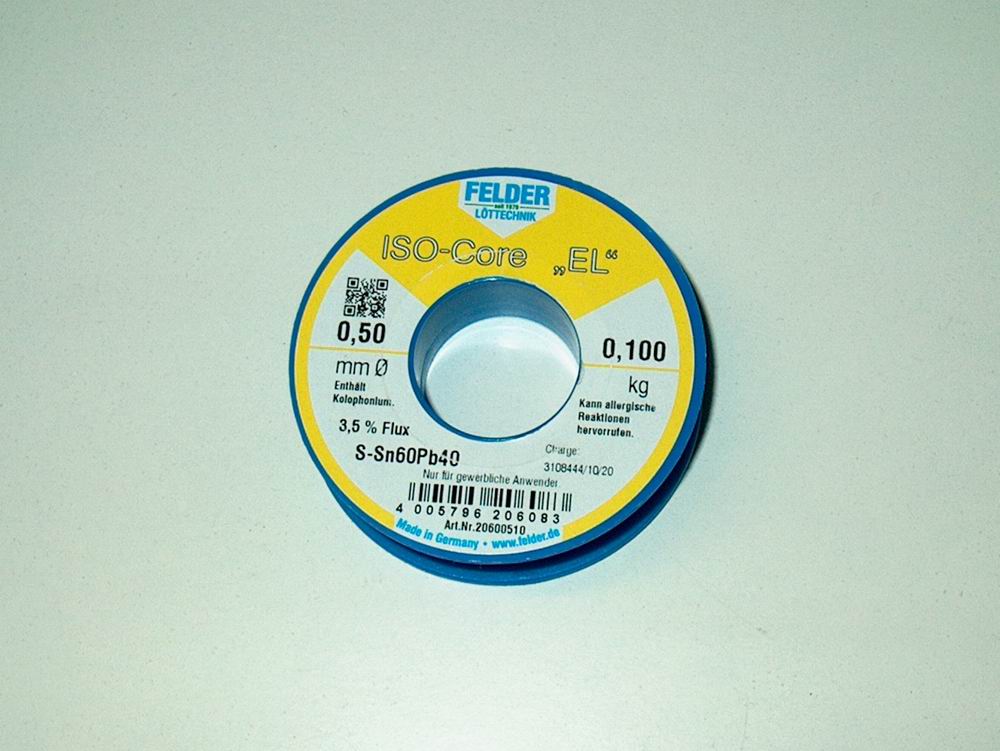 FELDER
seit 1979
LÖTTECHNIK
ISO-Core „EL“
0,50
mm Ø
Enthält
Kolophonium.
3,5 % Flux
S-Sn60Pb40
0,100
kg
Kann allergische
Reaktionen
hervorrufen.
Charge:
3108444/10/20
Nur für gewerbliche Anwender
4 005796 206083
Art.Nr.20600510
Made in Germany • www.felder.de